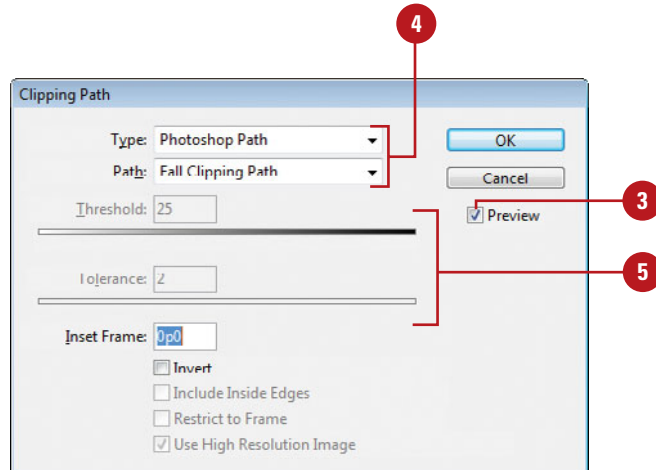 4
Clipping Path
Type: Photoshop Path
OK
Path: Fall Clipping Path
Cancel
Threshold: 25
3
Preview
Tolerance: 2
5
Inset Frame: 0p0
Invert
Include Inside Edges
Restrict to Frame
Use High Resolution Image